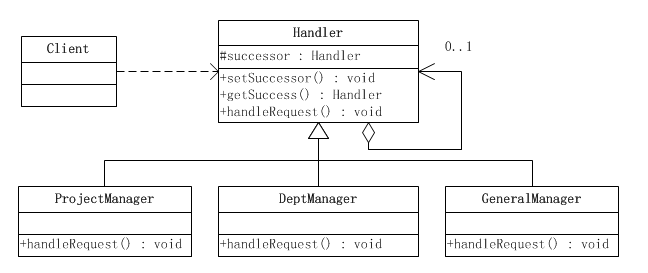 Handler
Client
#successor : Handler
0..1
+setSuccessor() : void
+getSuccess() : Handler
+handleRequest() : void
ProjectManager
DeptManager
GeneralManager
+handleRequest() : void
+handleRequest() : void
+handleRequest() : void